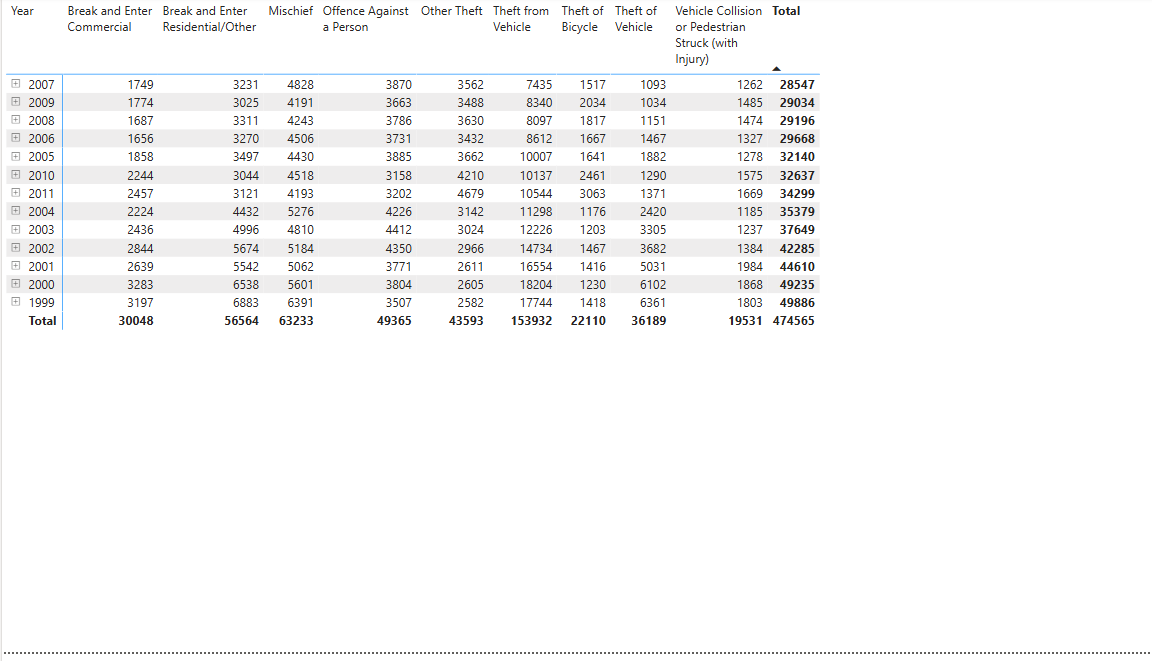 Year Break and Enter Break and Enter Mischief Offence Against Other Theft Theft from Theft of Theft of Vehicle Collision Total
Commercial Residential/Other a Person Vehicle Bicycle Vehicle or Pedestrian
Struck (with
Injury)
2007 1749 3231 4828 3870 3562 7435 1517 1093 1262 28547
2009 1774 3025 4191 3663 3488 8340 2034 1034 1485 29034
2008 1687 3311 4243 3786 3630 8097 1817 1151 1474 29196
2006 1656 3270 4506 3731 3432 8612 1667 1467 1327 29668
2005 1858 3497 4430 3885 3662 10007 1641 1882 1278 32140
2010 2244 3044 4518 3158 4210 10137 2461 1290 1575 32637
2011 2457 3121 4193 3202 4679 10544 3063 1371 1669 34299
2004 2224 4432 5276 4226 3142 11298 1176 2420 1185 35379
2003 2436 4996 4810 4412 3024 12226 1203 3305 1237 37649
2002 2844 5674 5184 4350 2966 14734 1467 3682 1384 42285
2001 2639 5542 5062 3771 2611 16554 1416 5031 1984 44610
2000 3283 6538 5601 3804 2605 18204 1230 6102 1868 49235
1999 3197 6883 6391 3507 2582 17744 1418 6361 1803 49886
Total 30048 56564 63233 49365 43593 153932 22110 36189 19531 474565